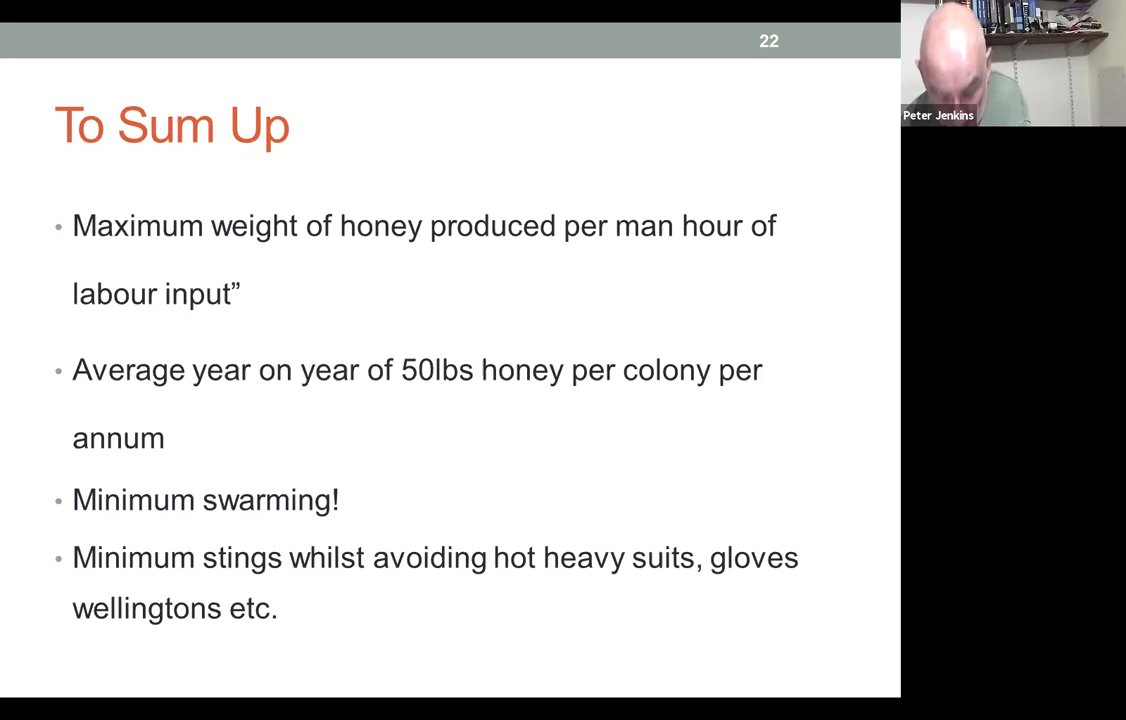 22
To Sum Up
• Maximum weight of honey produced per man hour of
labour input”
• Average year on year of 50lbs honey per colony per
annum
• Minimum swarming!
• Minimum stings whilst avoiding hot heavy suits, gloves
wellingtons etc.
Peter Jenkins